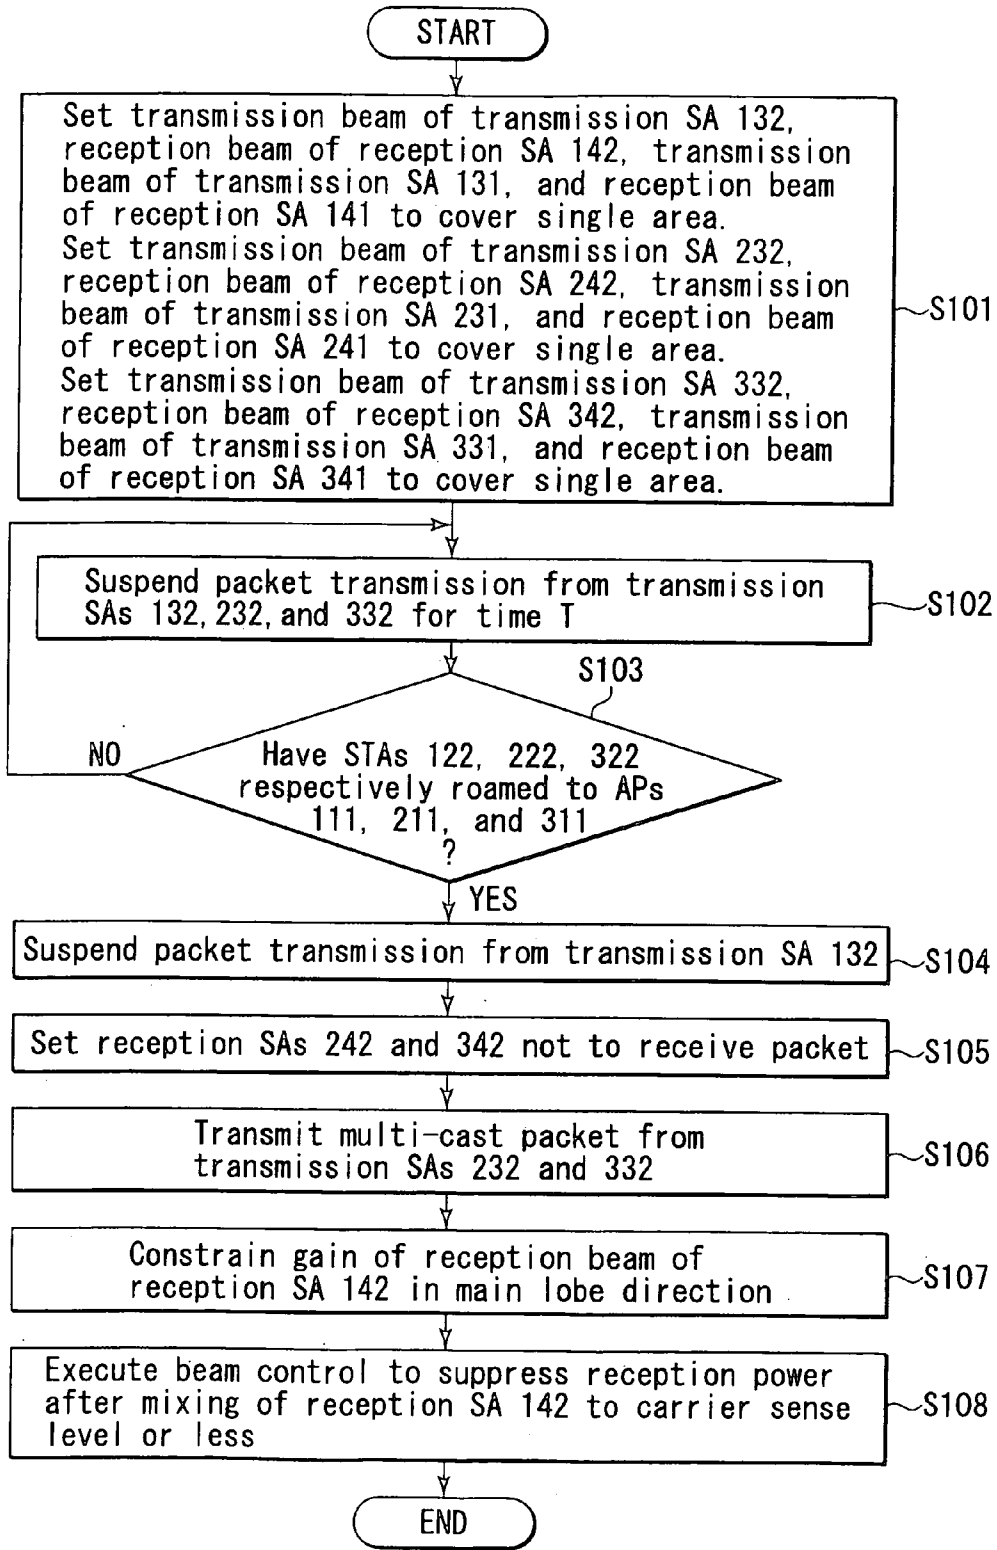 START
Set transmission beam of transmission SA 132,
reception beam of reception SA 142, transmission
beam of transmission SA 131, and reception beam
of reception SA 141 to cover single area.
Set transmission beam of transmission SA 232,
reception beam of reception SA 242, transmission
beam of transmission SA 231, and reception beam
of reception SA 241 to cover single area.
Set transmission beam of transmission SA 332,
reception beam of reception SA 342, transmission
beam of transmission SA 331, and reception beam
of reception SA 341 to cover single area.
S101
Suspend packet transmission from transmission
SAs 132, 232, and 332 for time T
S102
S103
NO
Have STAs 122, 222, 322
respectively roamed to APs
111, 211, and 311
?
YES
Suspend packet transmission from transmission SA 132
S104
Set reception SAs 242 and 342 not to receive packet
S105
Transmit multi-cast packet from
transmission SAs 232 and 332
S106
Constrain gain of reception beam of
reception SA 142 in main lobe direction
S107
Execute beam control to suppress reception power
after mixing of reception SA 142 to carrier sense
level or less
S108
END